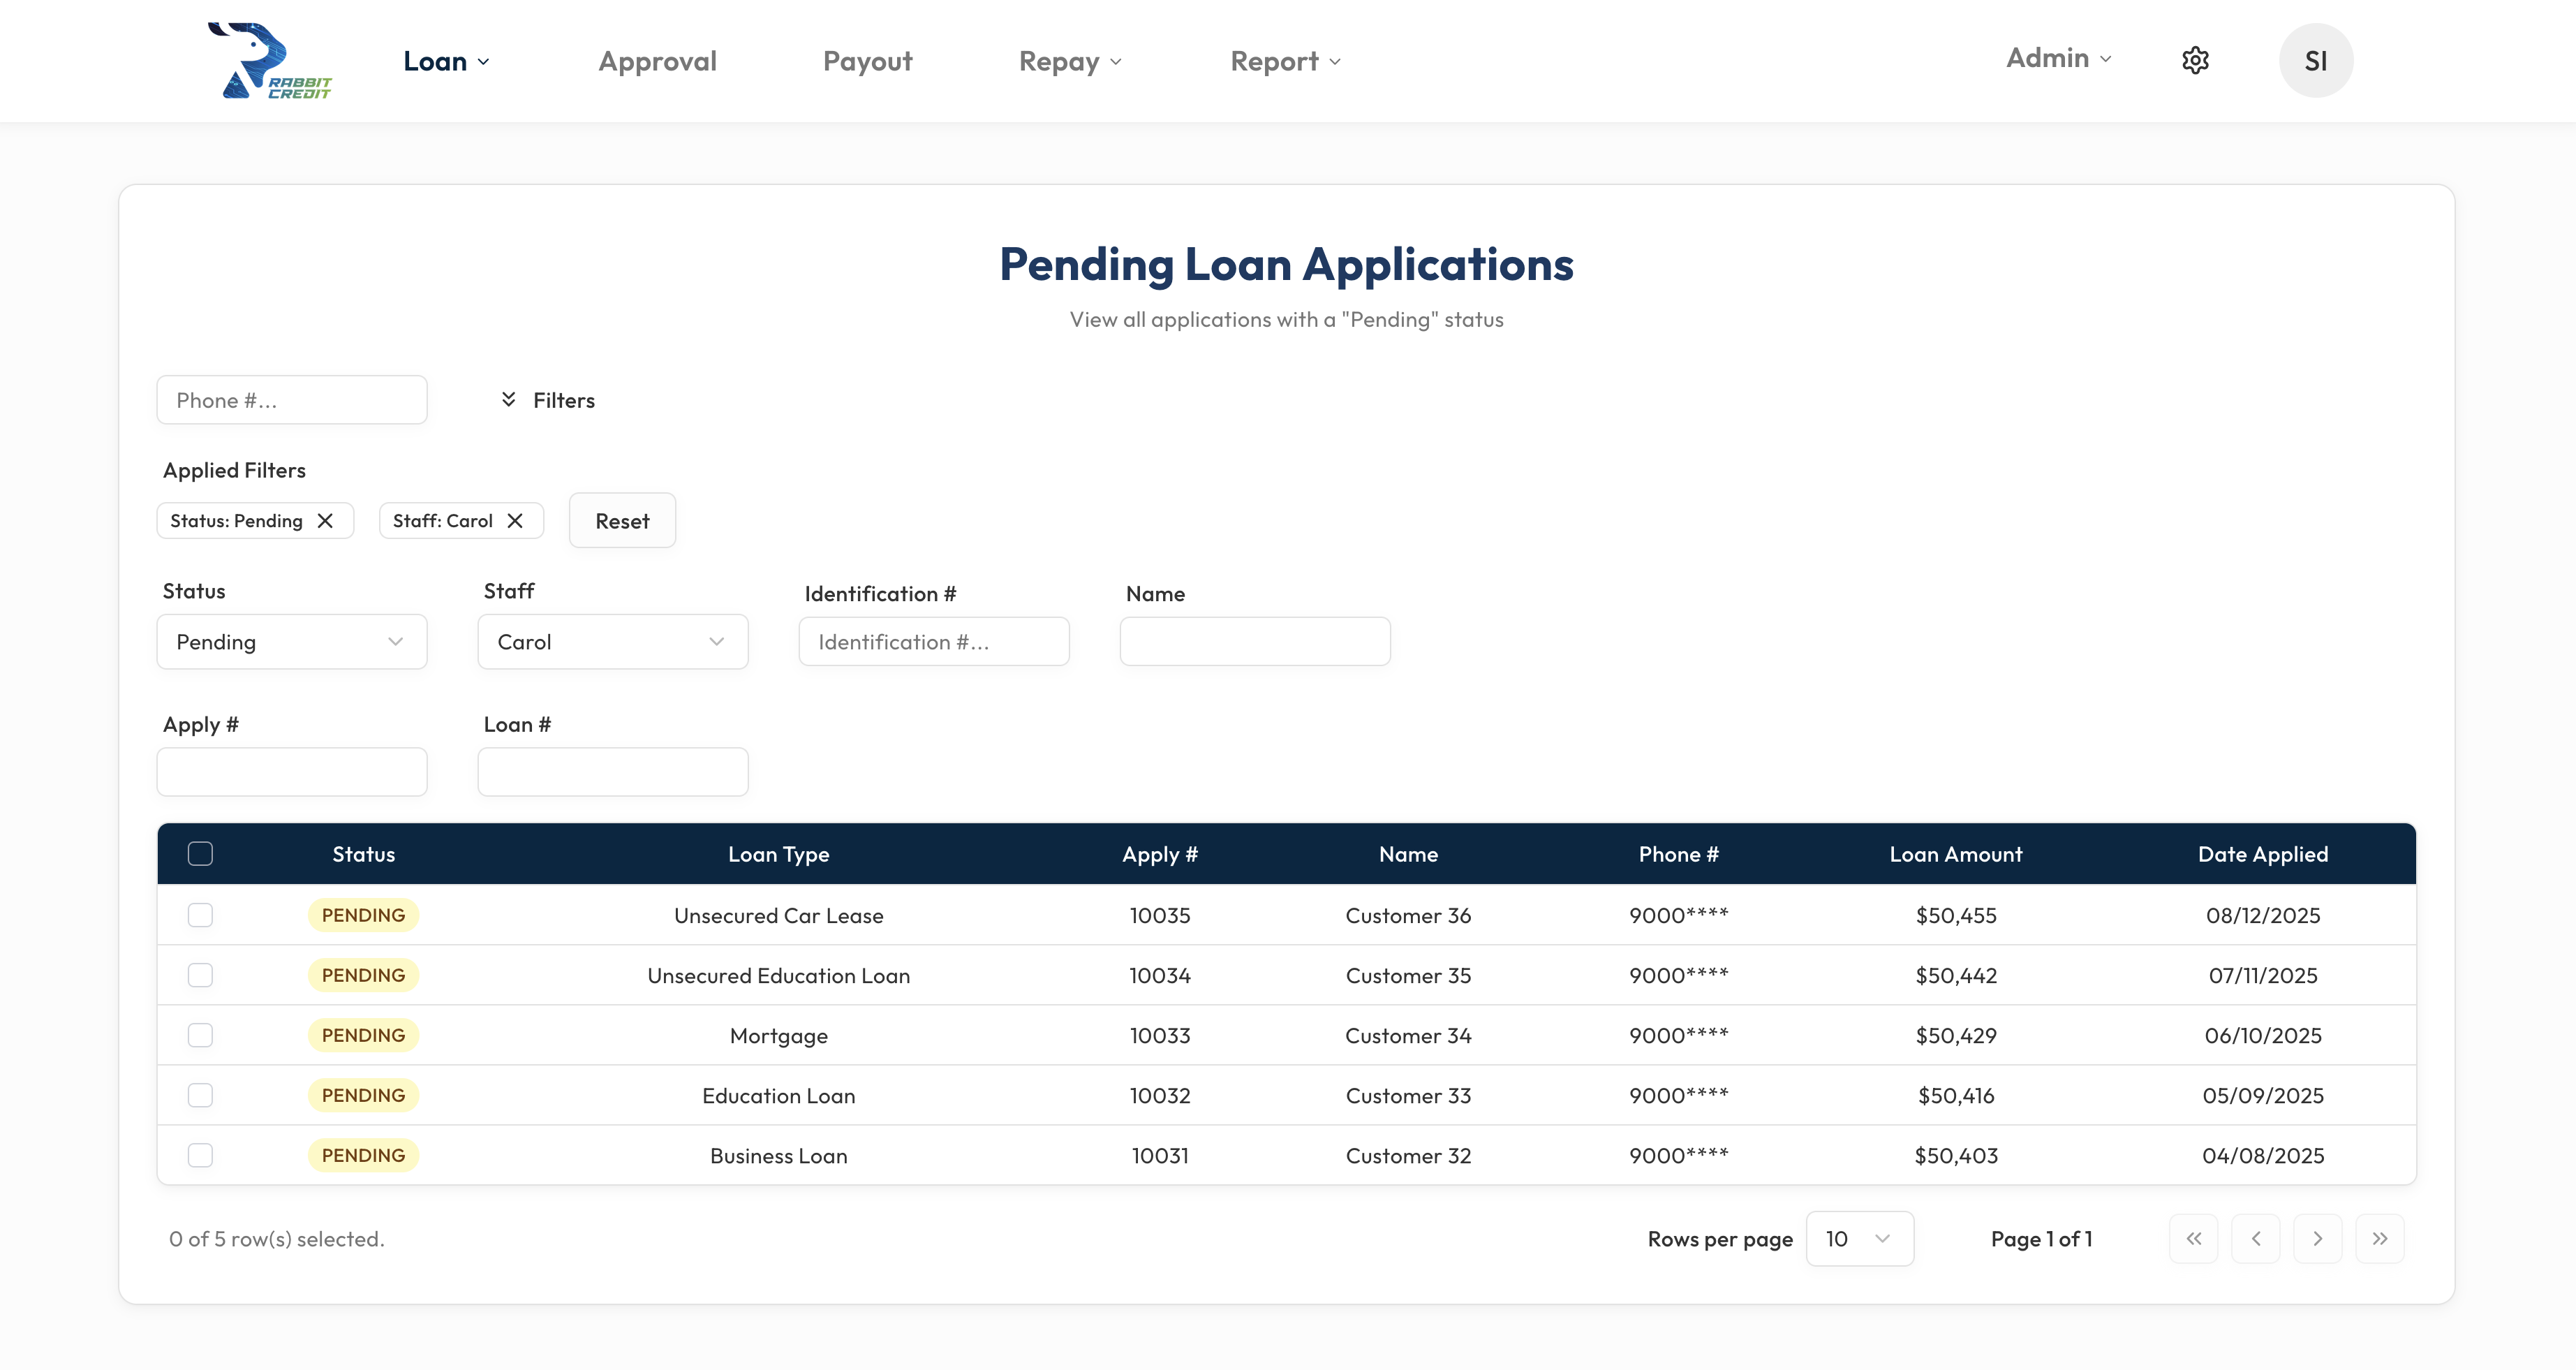 RABBIT
CREDIT
Loan Approval Payout Repay Report Admin SI
Pending Loan Applications
View all applications with a "Pending" status
Phone #... Filters
Applied Filters
Status: Pending Staff: Carol Reset
Status Staff Identification # Name
Pending Carol Identification #...
Apply # Loan #
Status Loan Type Apply # Name Phone # Loan Amount Date Applied
PENDING Unsecured Car Lease 10035 Customer 36 9000**** $50,455 08/12/2025
PENDING Unsecured Education Loan 10034 Customer 35 9000**** $50,442 07/11/2025
PENDING Mortgage 10033 Customer 34 9000**** $50,429 06/10/2025
PENDING Education Loan 10032 Customer 33 9000**** $50,416 05/09/2025
PENDING Business Loan 10031 Customer 32 9000**** $50,403 04/08/2025
0 of 5 row(s) selected. Rows per page 10 Page 1 of 1